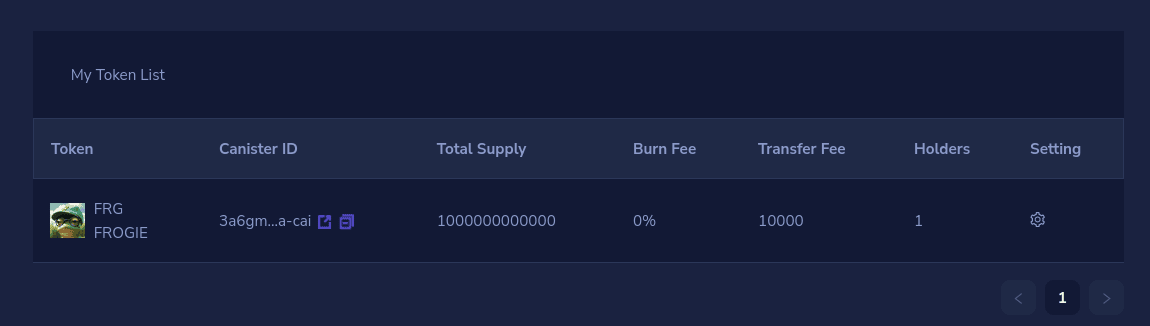 My Token List
Token Canister ID Total Supply Burn Fee Transfer Fee Holders Setting
FRG
FROGIE
3a6gm...a-cai 1000000000000 0% 10000 1
1